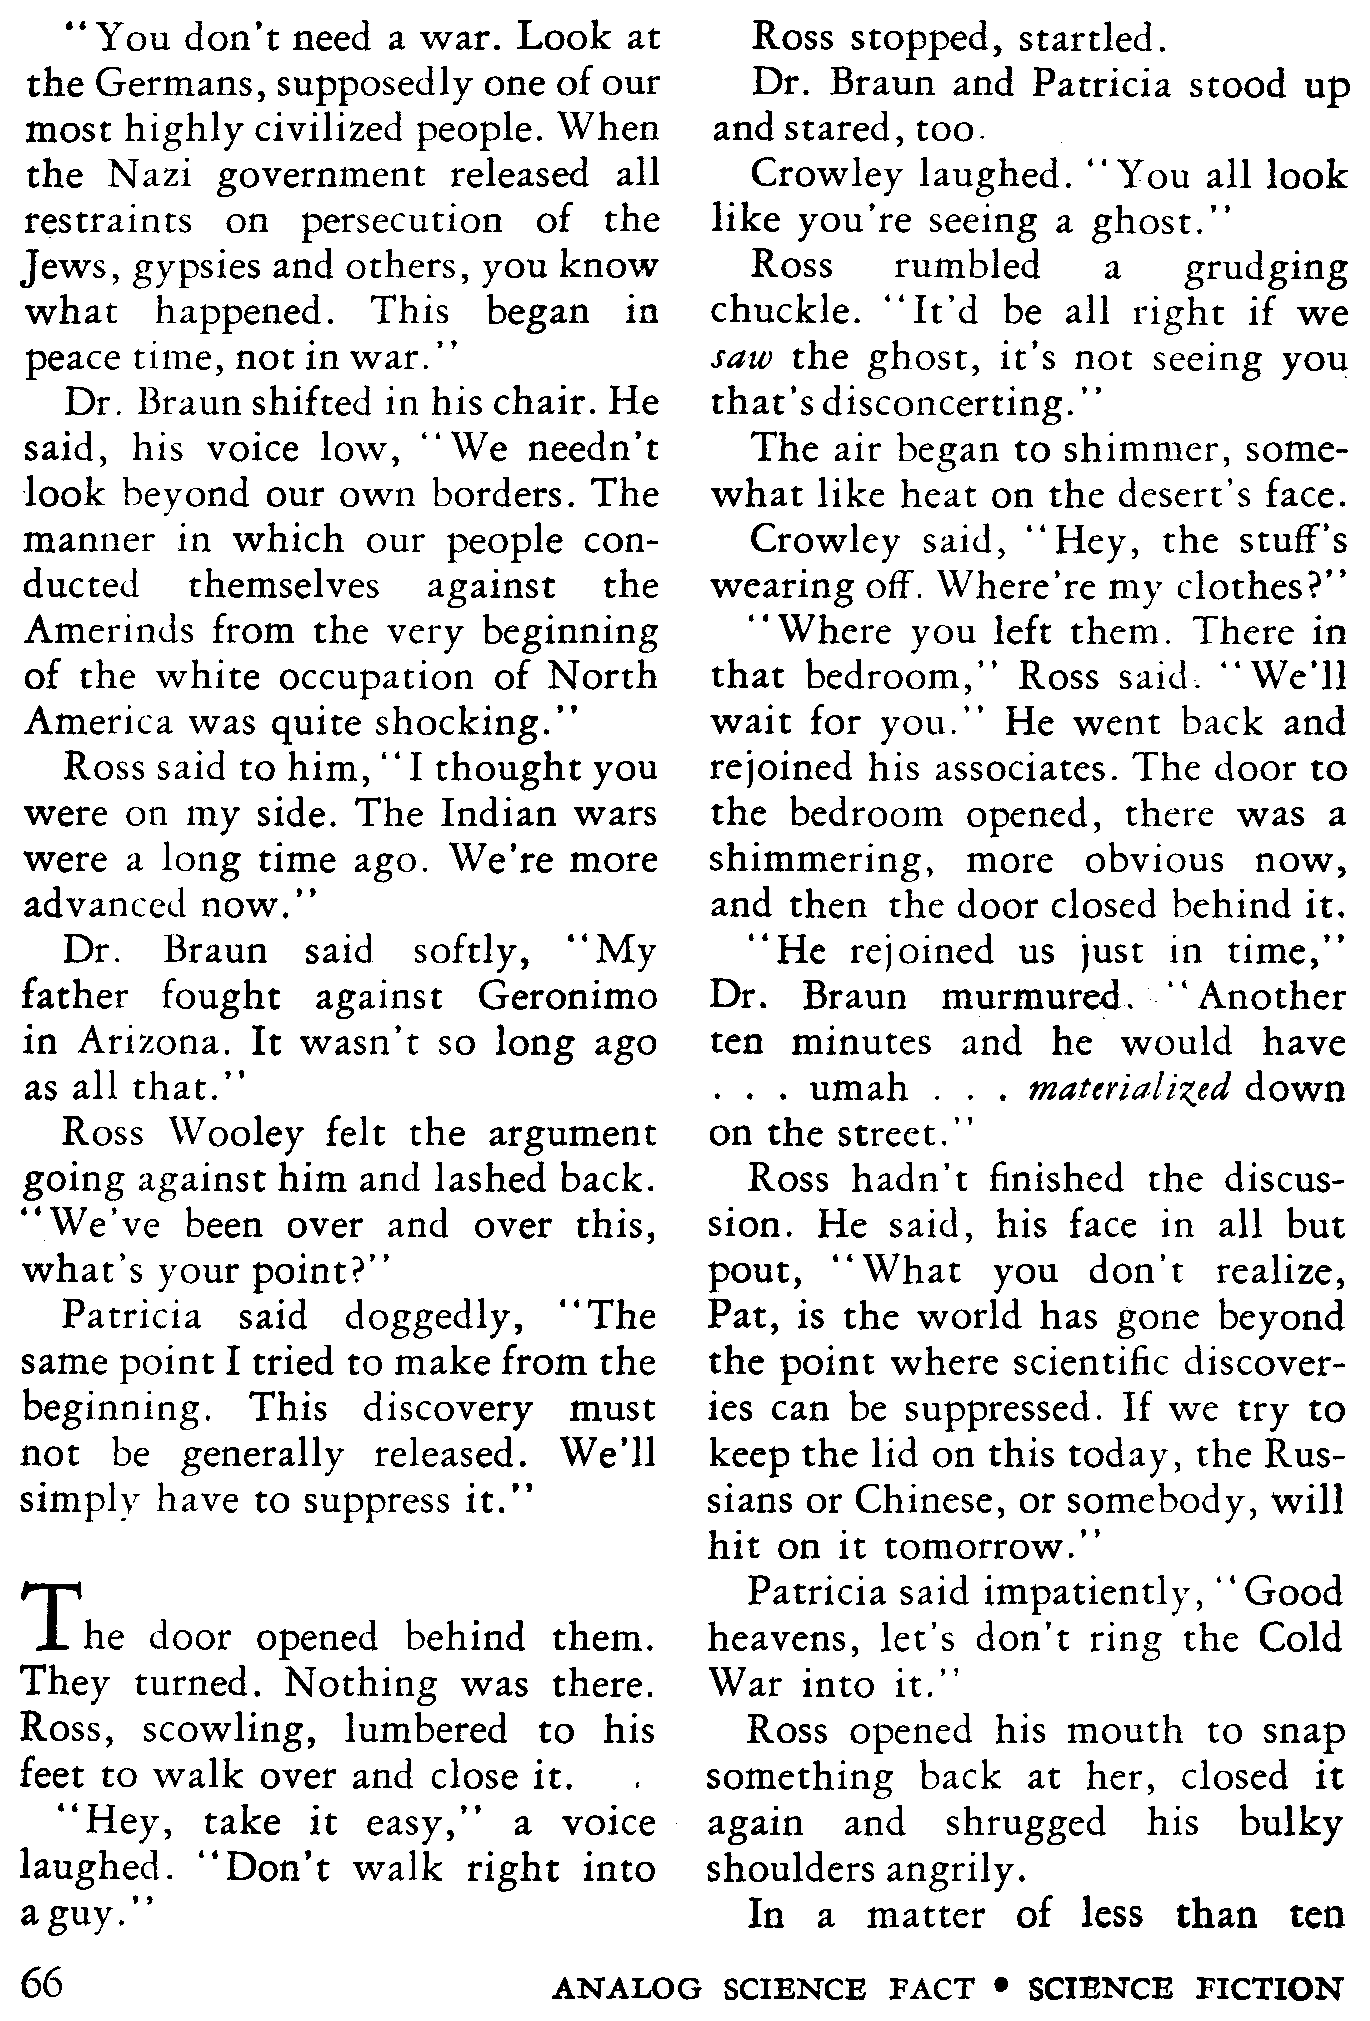 “You don’t need a war. Look at
the Germans, supposedly one of our
most highly civilized people. When
the Nazi government released all
restraints on persecution of the
Jews, gypsies and others, you know
what happened. This began in
peace time, not in war.”
Dr. Braun shifted in his chair. He
said, his voice low, “We needn’t
look beyond our own borders. The
manner in which our people con-
ducted themselves against the
Amerinds from the very beginning
of the white occupation of North
America was quite shocking.”
Ross said to him, “I thought you
were on my side. The Indian wars
were a long time ago. We’re more
advanced now.”
Dr. Braun said softly, “My
father fought against Geronimo
in Arizona. It wasn’t so long ago
as all that.”
Ross Wooley felt the argument
going against him and lashed back.
“We’ve been over and over this,
what’s your point?”
Patricia said doggedly, “The
same point I tried to make from the
beginning. This discovery must
not be generally released. We’ll
simply have to suppress it.”
The door opened behind them.
They turned. Nothing was there.
Ross, scowling, lumbered to his
feet to walk over and close it.
“Hey, take it easy,” a voice
laughed. “Don’t walk right into
a guy.”
Ross stopped, startled.
Dr. Braun and Patricia stood up
and stared, too.
Crowley laughed. “You all look
like you’re seeing a ghost.”
Ross rumbled a grudging
chuckle. “It’d be all right if we
saw the ghost, it’s not seeing you
that’s disconcerting.”
The air began to shimmer, some-
what like heat on the desert’s face.
Crowley said, “Hey, the stuff’s
wearing off. Where’re my clothes?”
“Where you left them. There in
that bedroom,” Ross said. “We’ll
wait for you.” He went back and
rejoined his associates. The door to
the bedroom opened, there was a
shimmering, more obvious now,
and then the door closed behind it.
“He rejoined us just in time,”
Dr. Braun murmured. “Another
ten minutes and he would have
. . . umah . . . materialized down
on the street.”
Ross hadn’t finished the discus-
sion. He said, his face in all but
pout, “What you don’t realize,
Pat, is the world has gone beyond
the point where scientific discover-
ies can be suppressed. If we try to
keep the lid on this today, the Rus-
sians or Chinese, or somebody, will
hit on it tomorrow.”
Patricia said impatiently, “Good
heavens, let’s don’t ring the Cold
War into it.”
Ross opened his mouth to snap
something back at her, closed it
again and shrugged his bulky
shoulders angrily.
In a matter of less than ten
66
ANALOG SCIENCE FACT • SCIENCE FICTION